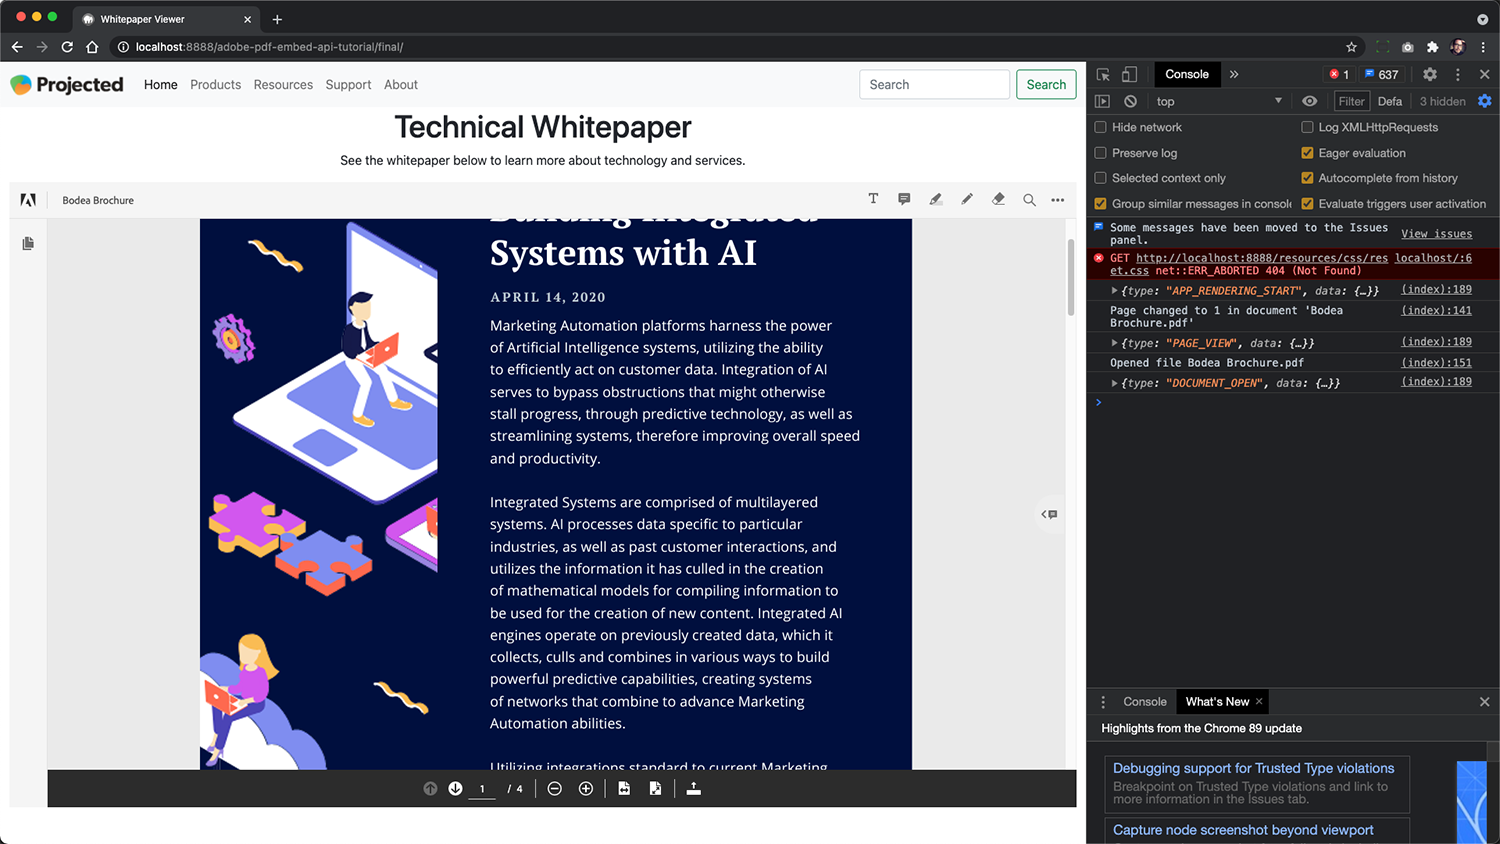 Whitepaper Viewer
localhost:8888/adobe-pdf-embed-api-tutorial/final/
Projected Home Products Resources Support About Search Search
Technical Whitepaper
See the whitepaper below to learn more about technology and services.
Bodea Brochure
Building Integrated
Systems with AI
APRIL 14, 2020
Marketing Automation platforms harness the power
of Artificial Intelligence systems, utilizing the ability
to efficiently act on customer data. Integration of AI
serves to bypass obstructions that might otherwise
stall progress, through predictive technology, as well as
streamlining systems, therefore improving overall speed
and productivity.
Integrated Systems are comprised of multilayered
systems. AI processes data specific to particular
industries, as well as past customer interactions, and
utilizes the information it has culled in the creation
of mathematical models for compiling information to
be used for the creation of new content. Integrated AI
engines operate on previously created data, which it
collects, culls and combines in various ways to build
powerful predictive capabilities, creating systems
of networks that combine to advance Marketing
Automation abilities.
Utilizing integrations standard to current Marketing
1 / 4
Console » 1 637
top Filter Defa 3 hidden
Hide network Log XMLHttpRequests
Preserve log Eager evaluation
Selected context only Autocomplete from history
Group similar messages in console Evaluate triggers user activation
Some messages have been moved to the Issues View issues
panel.
GET http://localhost:8888/resources/css/res localhost/:6
et.css net::ERR_ABORTED 404 (Not Found)
{type: "APP_RENDERING_START", data: {…}} (index):189
Page changed to 1 in document 'Bodea (index):141
Brochure.pdf'
{type: "PAGE_VIEW", data: {…}} (index):189
Opened file Bodea Brochure.pdf (index):151
{type: "DOCUMENT_OPEN", data: {…}} (index):189
Console What's New
Highlights from the Chrome 89 update
Debugging support for Trusted Type violations
Breakpoint on Trusted Type violations and link to
more information in the Issues tab.
Capture node screenshot beyond viewport